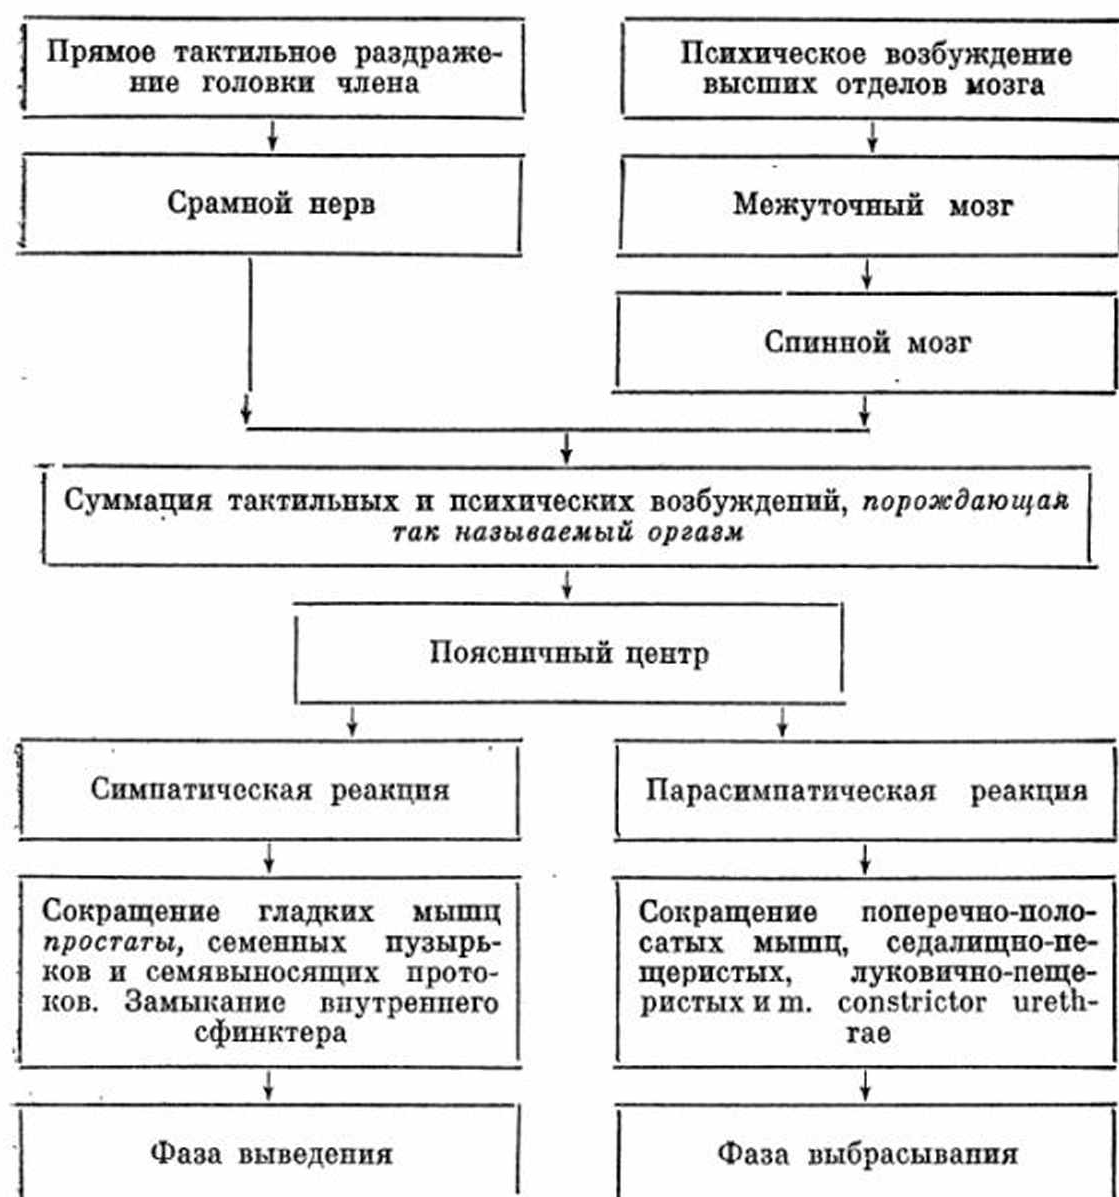 Прямое тактильное раздраже-
ние головки члена
Психическое возбуждение
высших отделов мозга
Срамной нерв
Межуточный мозг
Спинной мозг
Суммация тактильных и психических возбуждений, порождающая
так называемый оргазм
Поясничный центр
Симпатическая реакция
Парасимпатическая реакция
Сокращение гладких мышц
простаты, семенных пузырь-
ков и семявыносящих прото-
ков. Замыкание внутреннего
сфинктера
Сокращение поперечно-поло-
сатых мышц, седалищно-пе-
щеристых, луковично-пеще-
ристых и m. constrictor ureth-
rae
Фаза выведения
Фаза выбрасывания